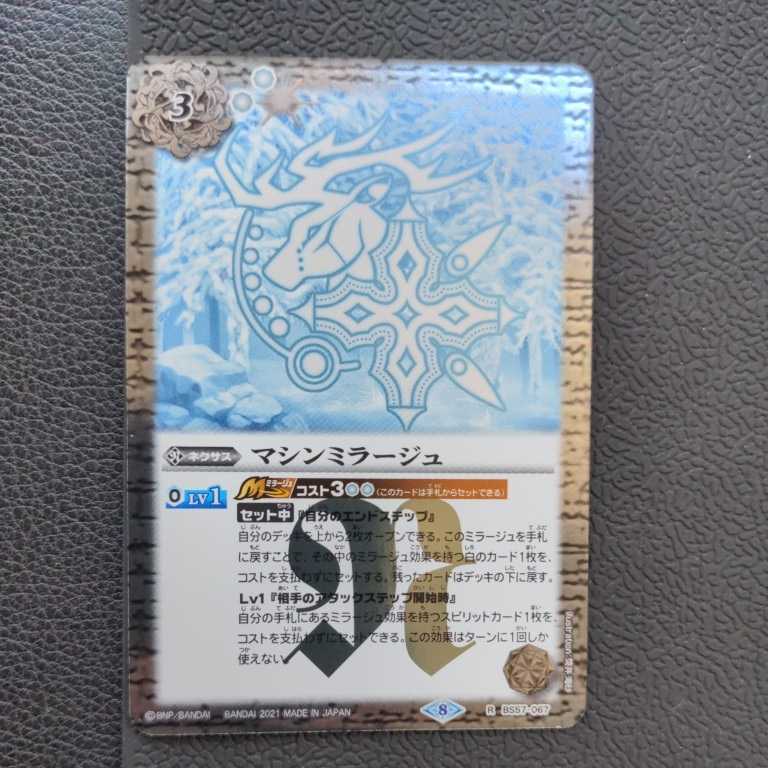 3
ネクサス マシンミラージュ
0 LV1 ミラージュ コスト3 (このカードは手札からセットできる)
セット中『自分のエンドステップ』
自分のデッキを上から2枚オープンできる。このミラージュを手札
に戻すことで、その中のミラージュ効果を持つ白のカード1枚を、
コストを支払わずにセットする。残ったカードはデッキの下に戻す。
Lv1『相手のアタックステップ開始時』
自分の手札にあるミラージュ効果を持つスピリットカード1枚を、
コストを支払わずにセットできる。この効果はターンに1回しか
使えない。
Illustration:
©BNP/BANDAI BANDAI 2021 MADE IN JAPAN 8 R BS57-067